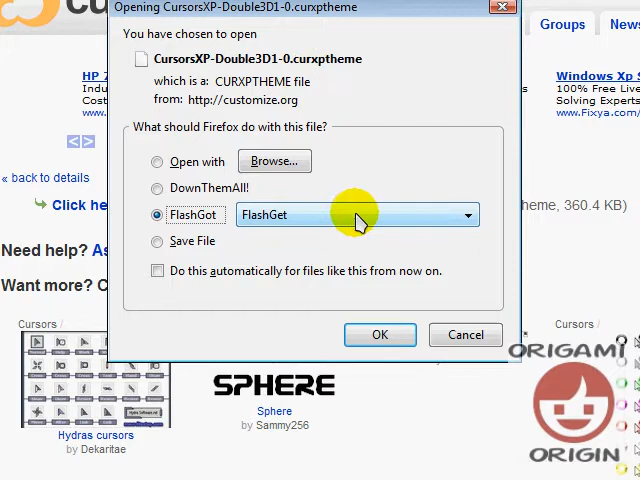 Opening CursorsXP-Double3D1-0.curxptheme
You have chosen to open
CursorsXP-Double3D1-0.curxptheme
which is a: CURXPTHEME file
from: http://customize.org
What should Firefox do with this file?
Open with
Browse...
DownThemAll!
FlashGot
FlashGet
Save File
Do this automatically for files like this from now on.
OK
Cancel
Groups
News
HP 7
Ind
Cost
www.
Windows Xp S
100% Free Live
Solving Experts
www.Fixya.com/
« back to details
Click he
heme, 360.4 KB)
Need help? As
Want more? C
Cursors /
Cursors /
Hydras cursors
by Dekaritae
SPHERE
Sphere
by Sammy256
ORIGAMI
ORIGIN